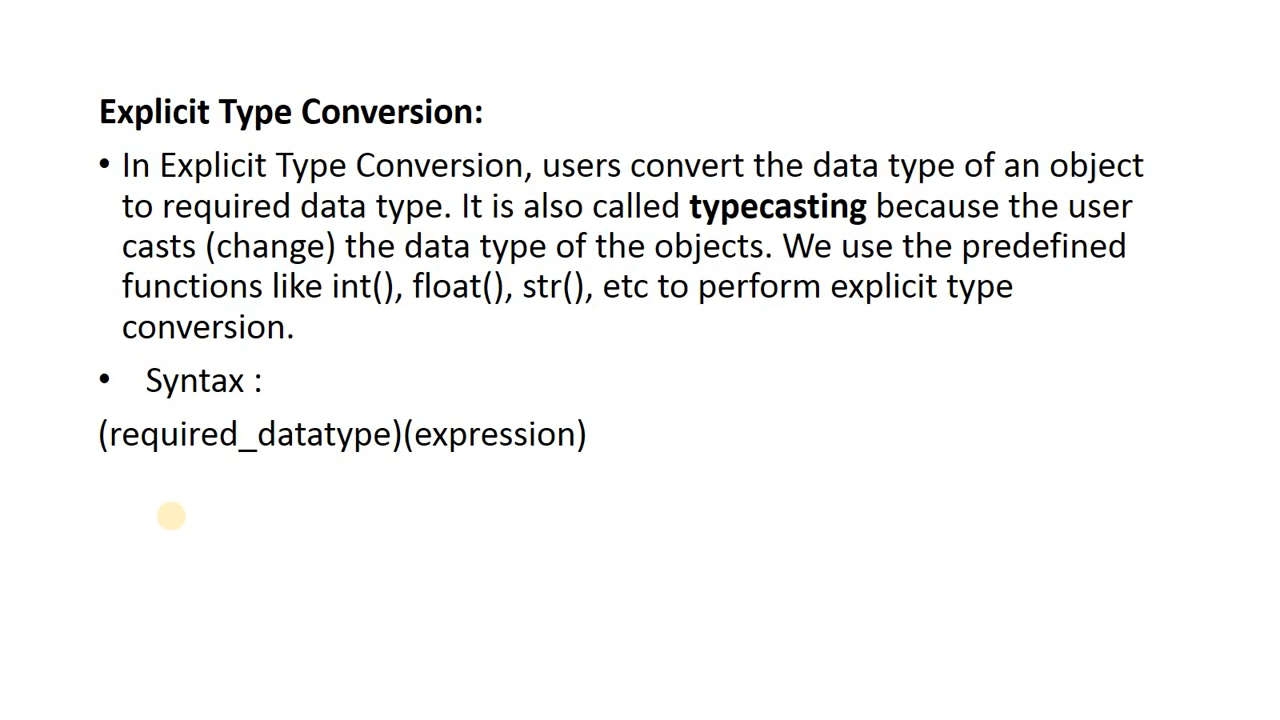 Explicit Type Conversion:
• In Explicit Type Conversion, users convert the data type of an object
to required data type. It is also called typecasting because the user
casts (change) the data type of the objects. We use the predefined
functions like int(), float(), str(), etc to perform explicit type
conversion.
• Syntax :
(required_datatype)(expression)